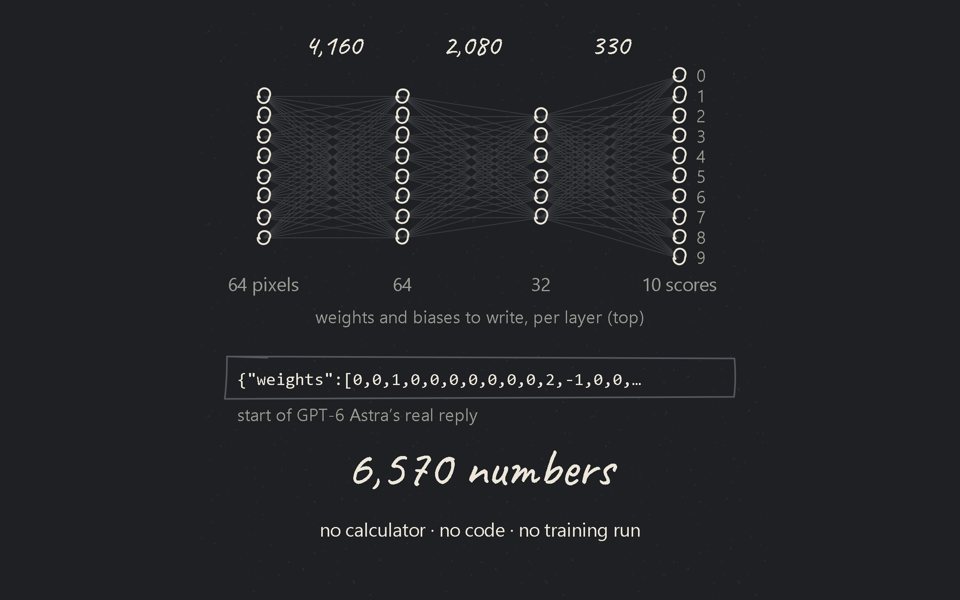 4,160 2,080 330
0
1
2
3
4
5
6
7
8
9
64 pixels 64 32 10 scores
weights and biases to write, per layer (top)
{"weights":[0,0,1,0,0,0,0,0,0,0,2,-1,0,0,…
start of GPT-6 Astra’s real reply
6,570 numbers
no calculator · no code · no training run